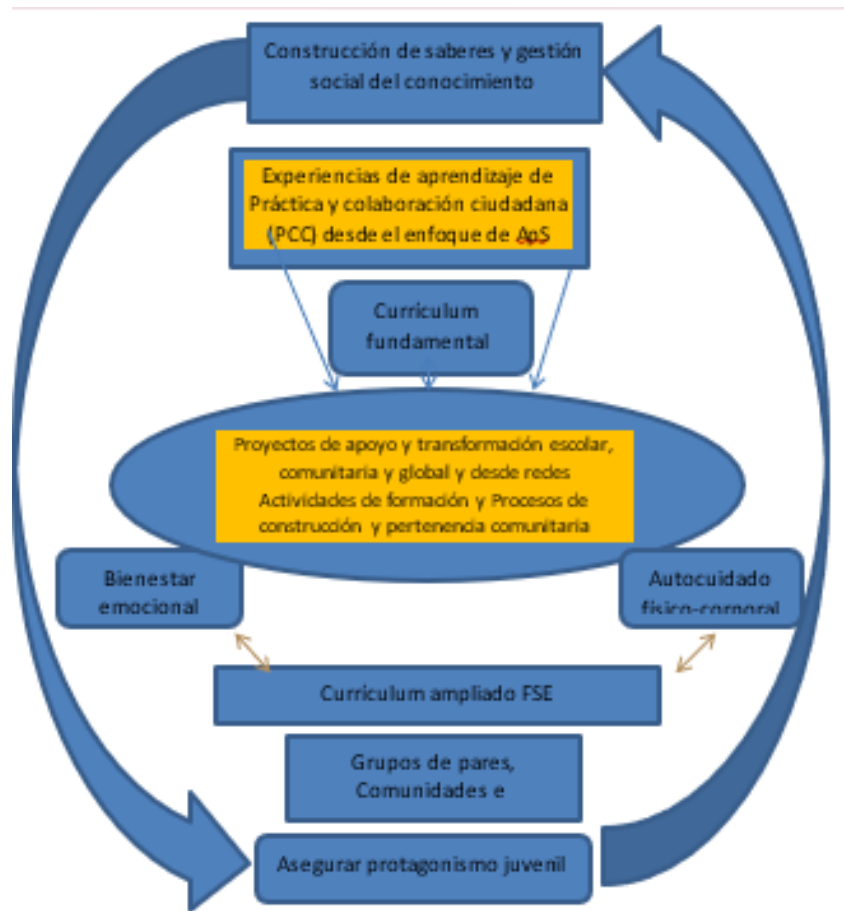 Construcción de saberes y gestión
social del conocimiento
Experiencias de aprendizaje de
Práctica y colaboración ciudadana
(PCC) desde el enfoque de ApS
Curriculum
fundamental
Proyectos de apoyo y transformación escolar,
comunitaria y global y desde redes
Actividades de formación y Procesos de
construcción y pertenencia comunitaria
Bienestar
emocional
Autocuidado
físico-corporal
Curriculum ampliado FSE
Grupos de pares,
Comunidades e
Asegurar protagonismo juvenil